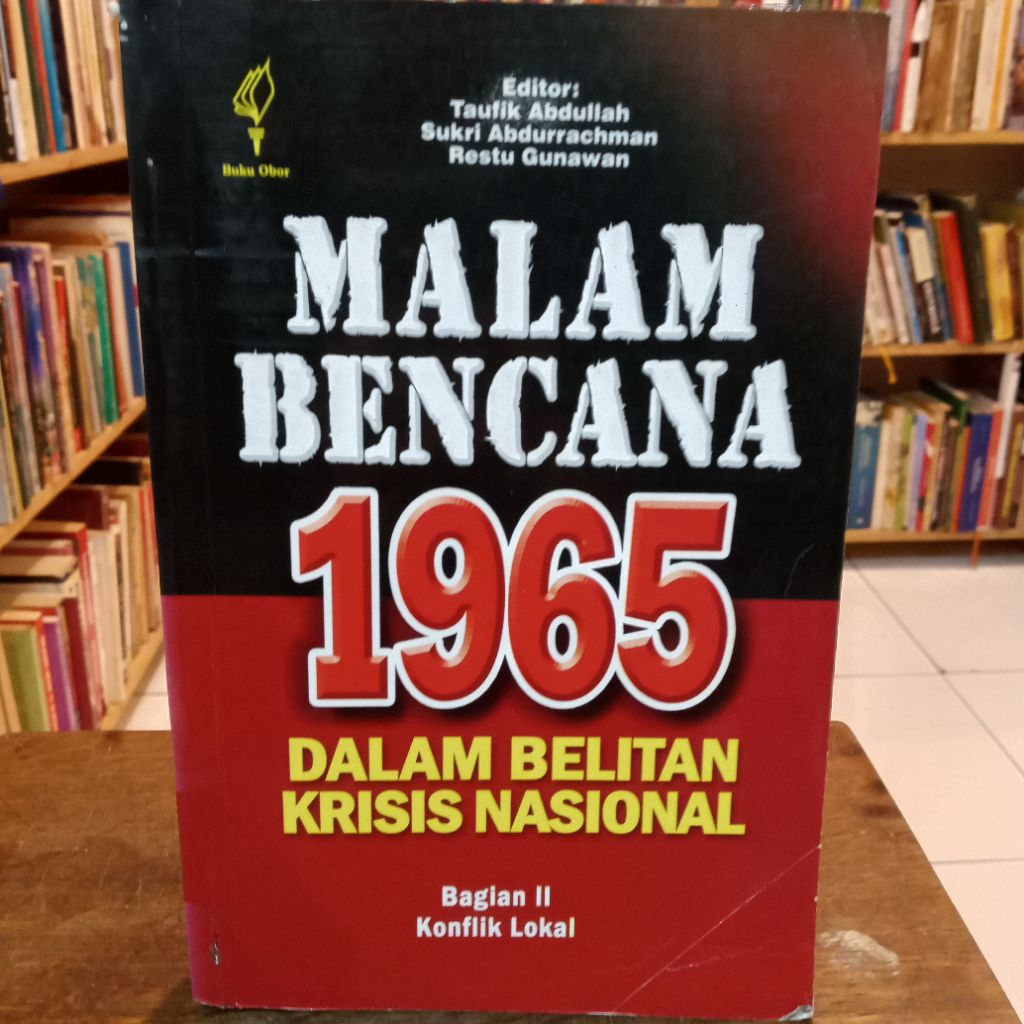 Buku Obor
Editor:
Taufik Abdullah
Sukri Abdurrachman
Restu Gunawan
MALAM
BENCANA
1965
DALAM BELITAN
KRISIS NASIONAL
Bagian II
Konflik Lokal